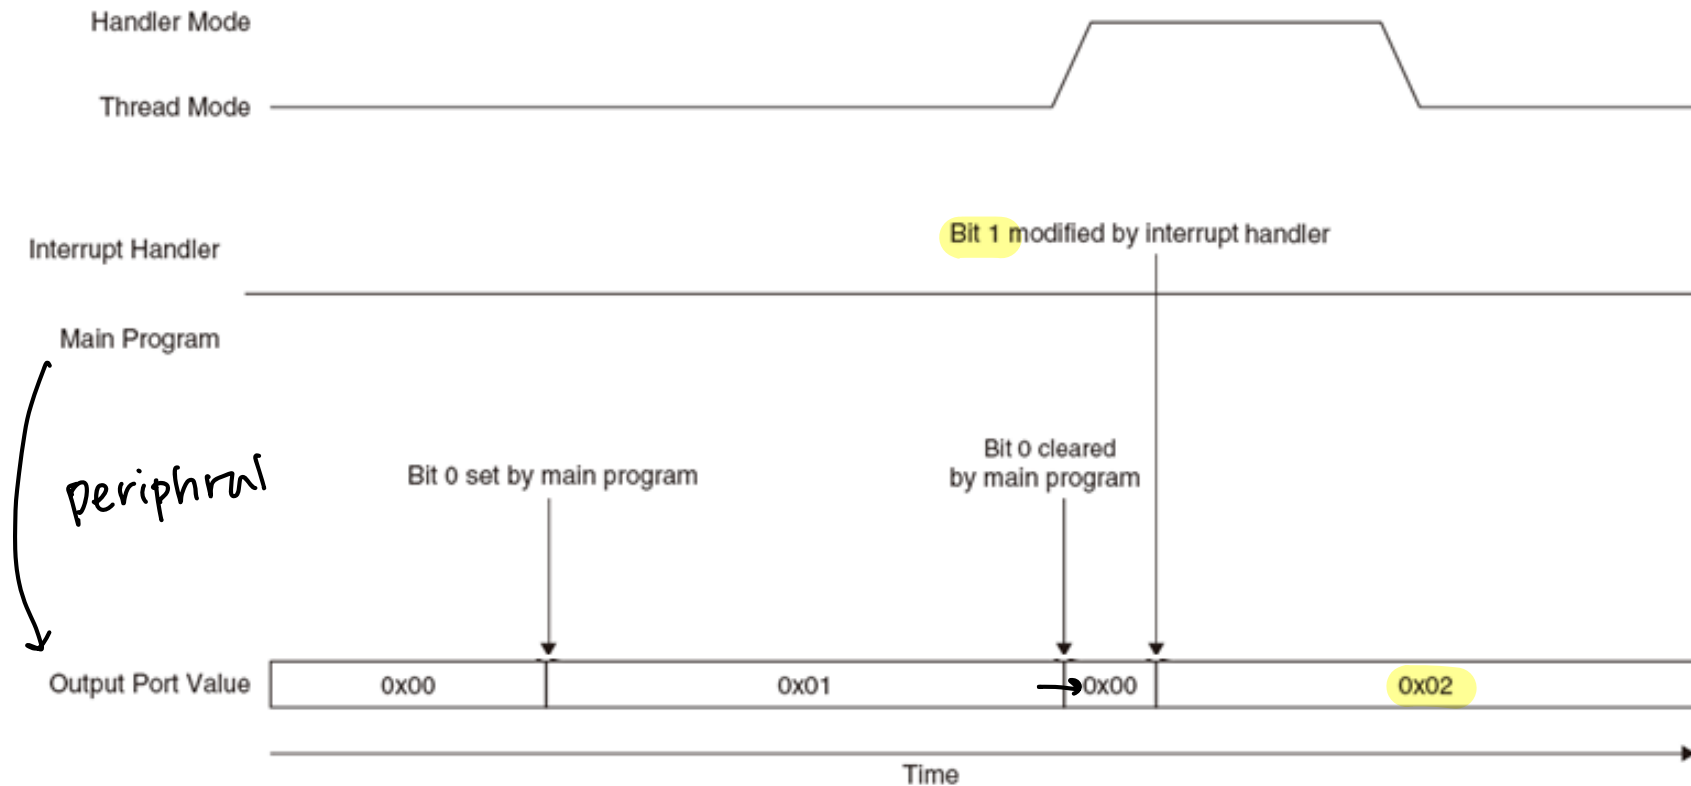 Handler Mode
Thread Mode
Bit 1 modified by interrupt handler
Interrupt Handler
Main Program
Bit 0 cleared
by main program
Bit 0 set by main program
periphral
Output Port Value 0x00 0x01 0x00 0x02
Time